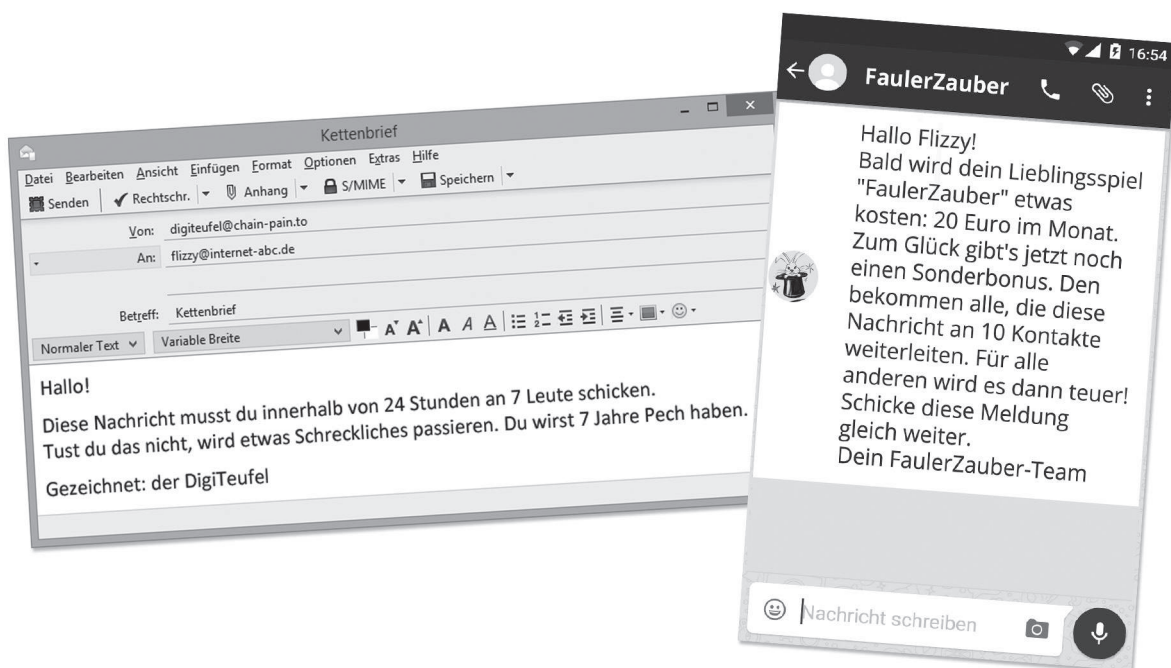 Kettenbrief
Datei Bearbeiten Ansicht Einfügen Format Optionen Extras Hilfe
Senden Rechtschr. Anhang S/MIME Speichern
Von: digiteufel@chain-pain.to
An: flizzy@internet-abc.de
Betreff: Kettenbrief
Normaler Text Variable Breite
Hallo!
Diese Nachricht musst du innerhalb von 24 Stunden an 7 Leute schicken.
Tust du das nicht, wird etwas Schreckliches passieren. Du wirst 7 Jahre Pech haben.
Gezeichnet: der DigiTeufel
16:54
FaulerZauber
Hallo Flizzy!
Bald wird dein Lieblingsspiel
"FaulerZauber" etwas
kosten: 20 Euro im Monat.
Zum Glück gibt's jetzt noch
einen Sonderbonus. Den
bekommen alle, die diese
Nachricht an 10 Kontakte
weiterleiten. Für alle
anderen wird es dann teuer!
Schicke diese Meldung
gleich weiter.
Dein FaulerZauber-Team
Nachricht schreiben